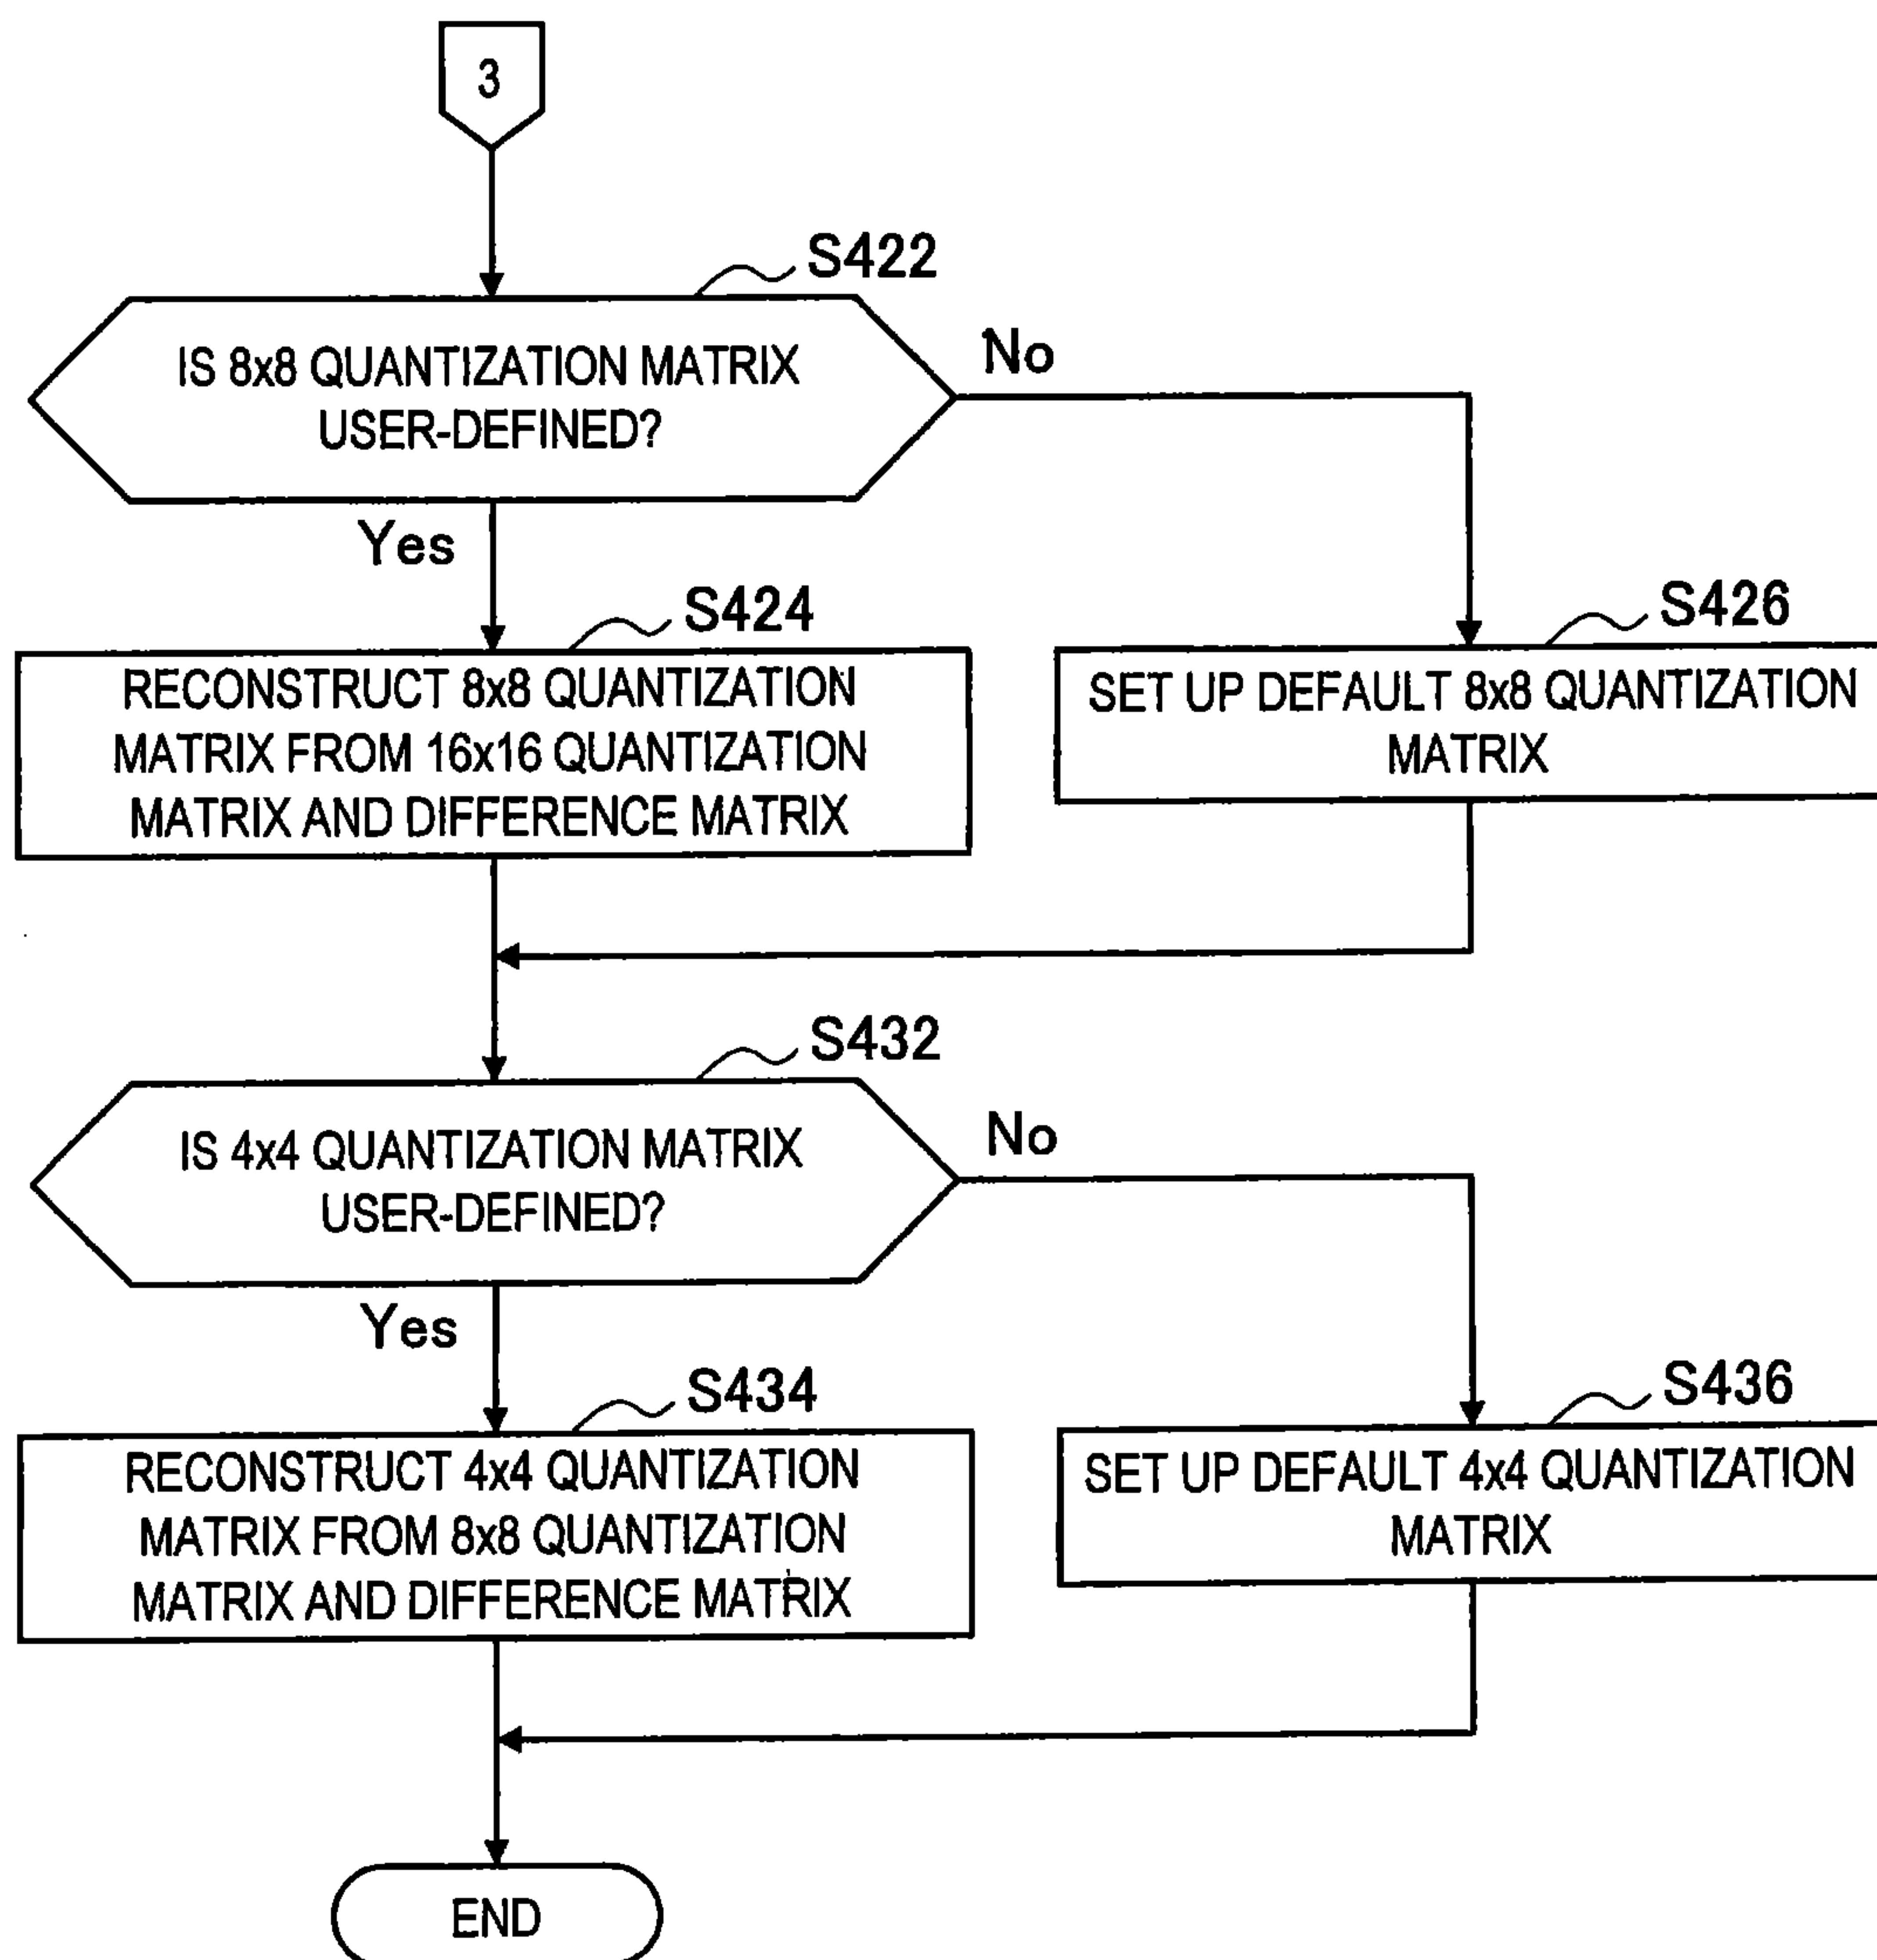 3
S422
IS 8x8 QUANTIZATION MATRIX
USER-DEFINED?
No
Yes
S424
RECONSTRUCT 8x8 QUANTIZATION
MATRIX FROM 16x16 QUANTIZATION
MATRIX AND DIFFERENCE MATRIX
S426
SET UP DEFAULT 8x8 QUANTIZATION
MATRIX
S432
IS 4x4 QUANTIZATION MATRIX
USER-DEFINED?
No
Yes
S434
RECONSTRUCT 4x4 QUANTIZATION
MATRIX FROM 8x8 QUANTIZATION
MATRIX AND DIFFERENCE MATRIX
S436
SET UP DEFAULT 4x4 QUANTIZATION
MATRIX
END